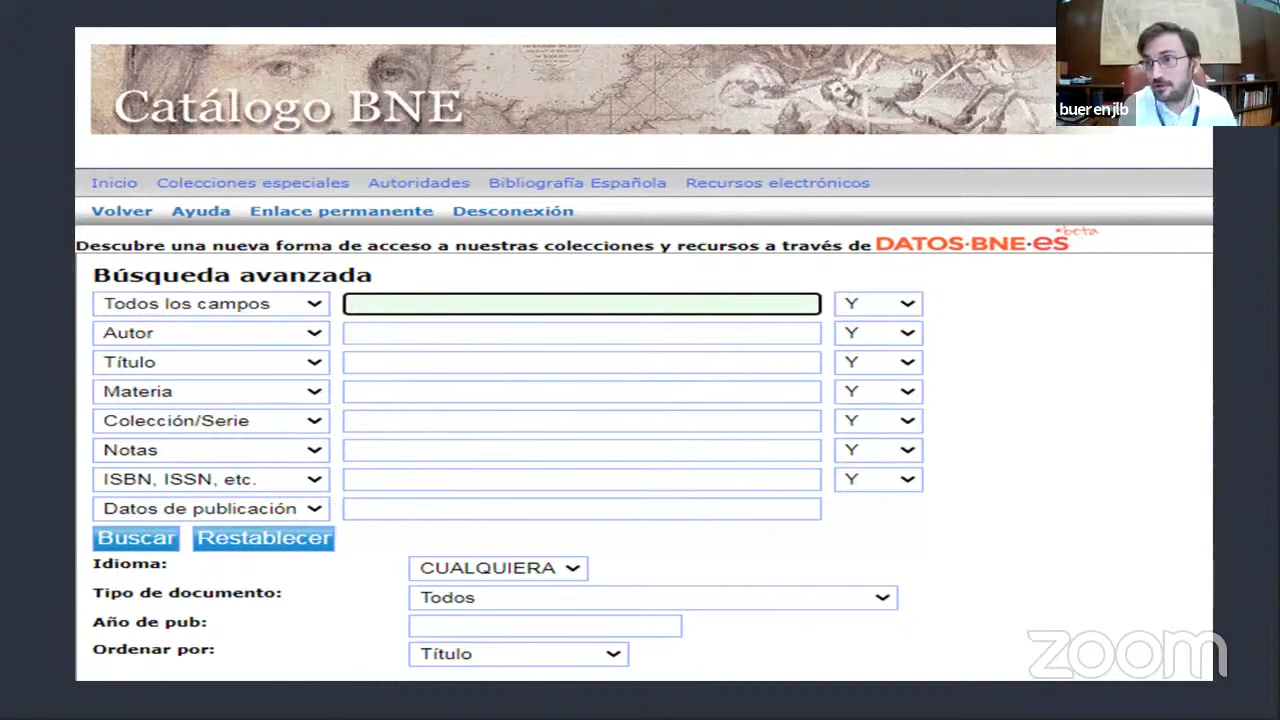 Catálogo BNE
buerenjlb
Inicio Colecciones especiales Autoridades Bibliografía Española Recursos electrónicos
Volver Ayuda Enlace permanente Desconexión
Descubre una nueva forma de acceso a nuestras colecciones y recursos a través de DATOS·BNE·es beta
Búsqueda avanzada
Todos los campos Y
Autor Y
Título Y
Materia Y
Colección/Serie Y
Notas Y
ISBN, ISSN, etc. Y
Datos de publicación
Buscar Restablecer
Idioma: CUALQUIERA
Tipo de documento: Todos
Año de pub:
Ordenar por: Título
zoom